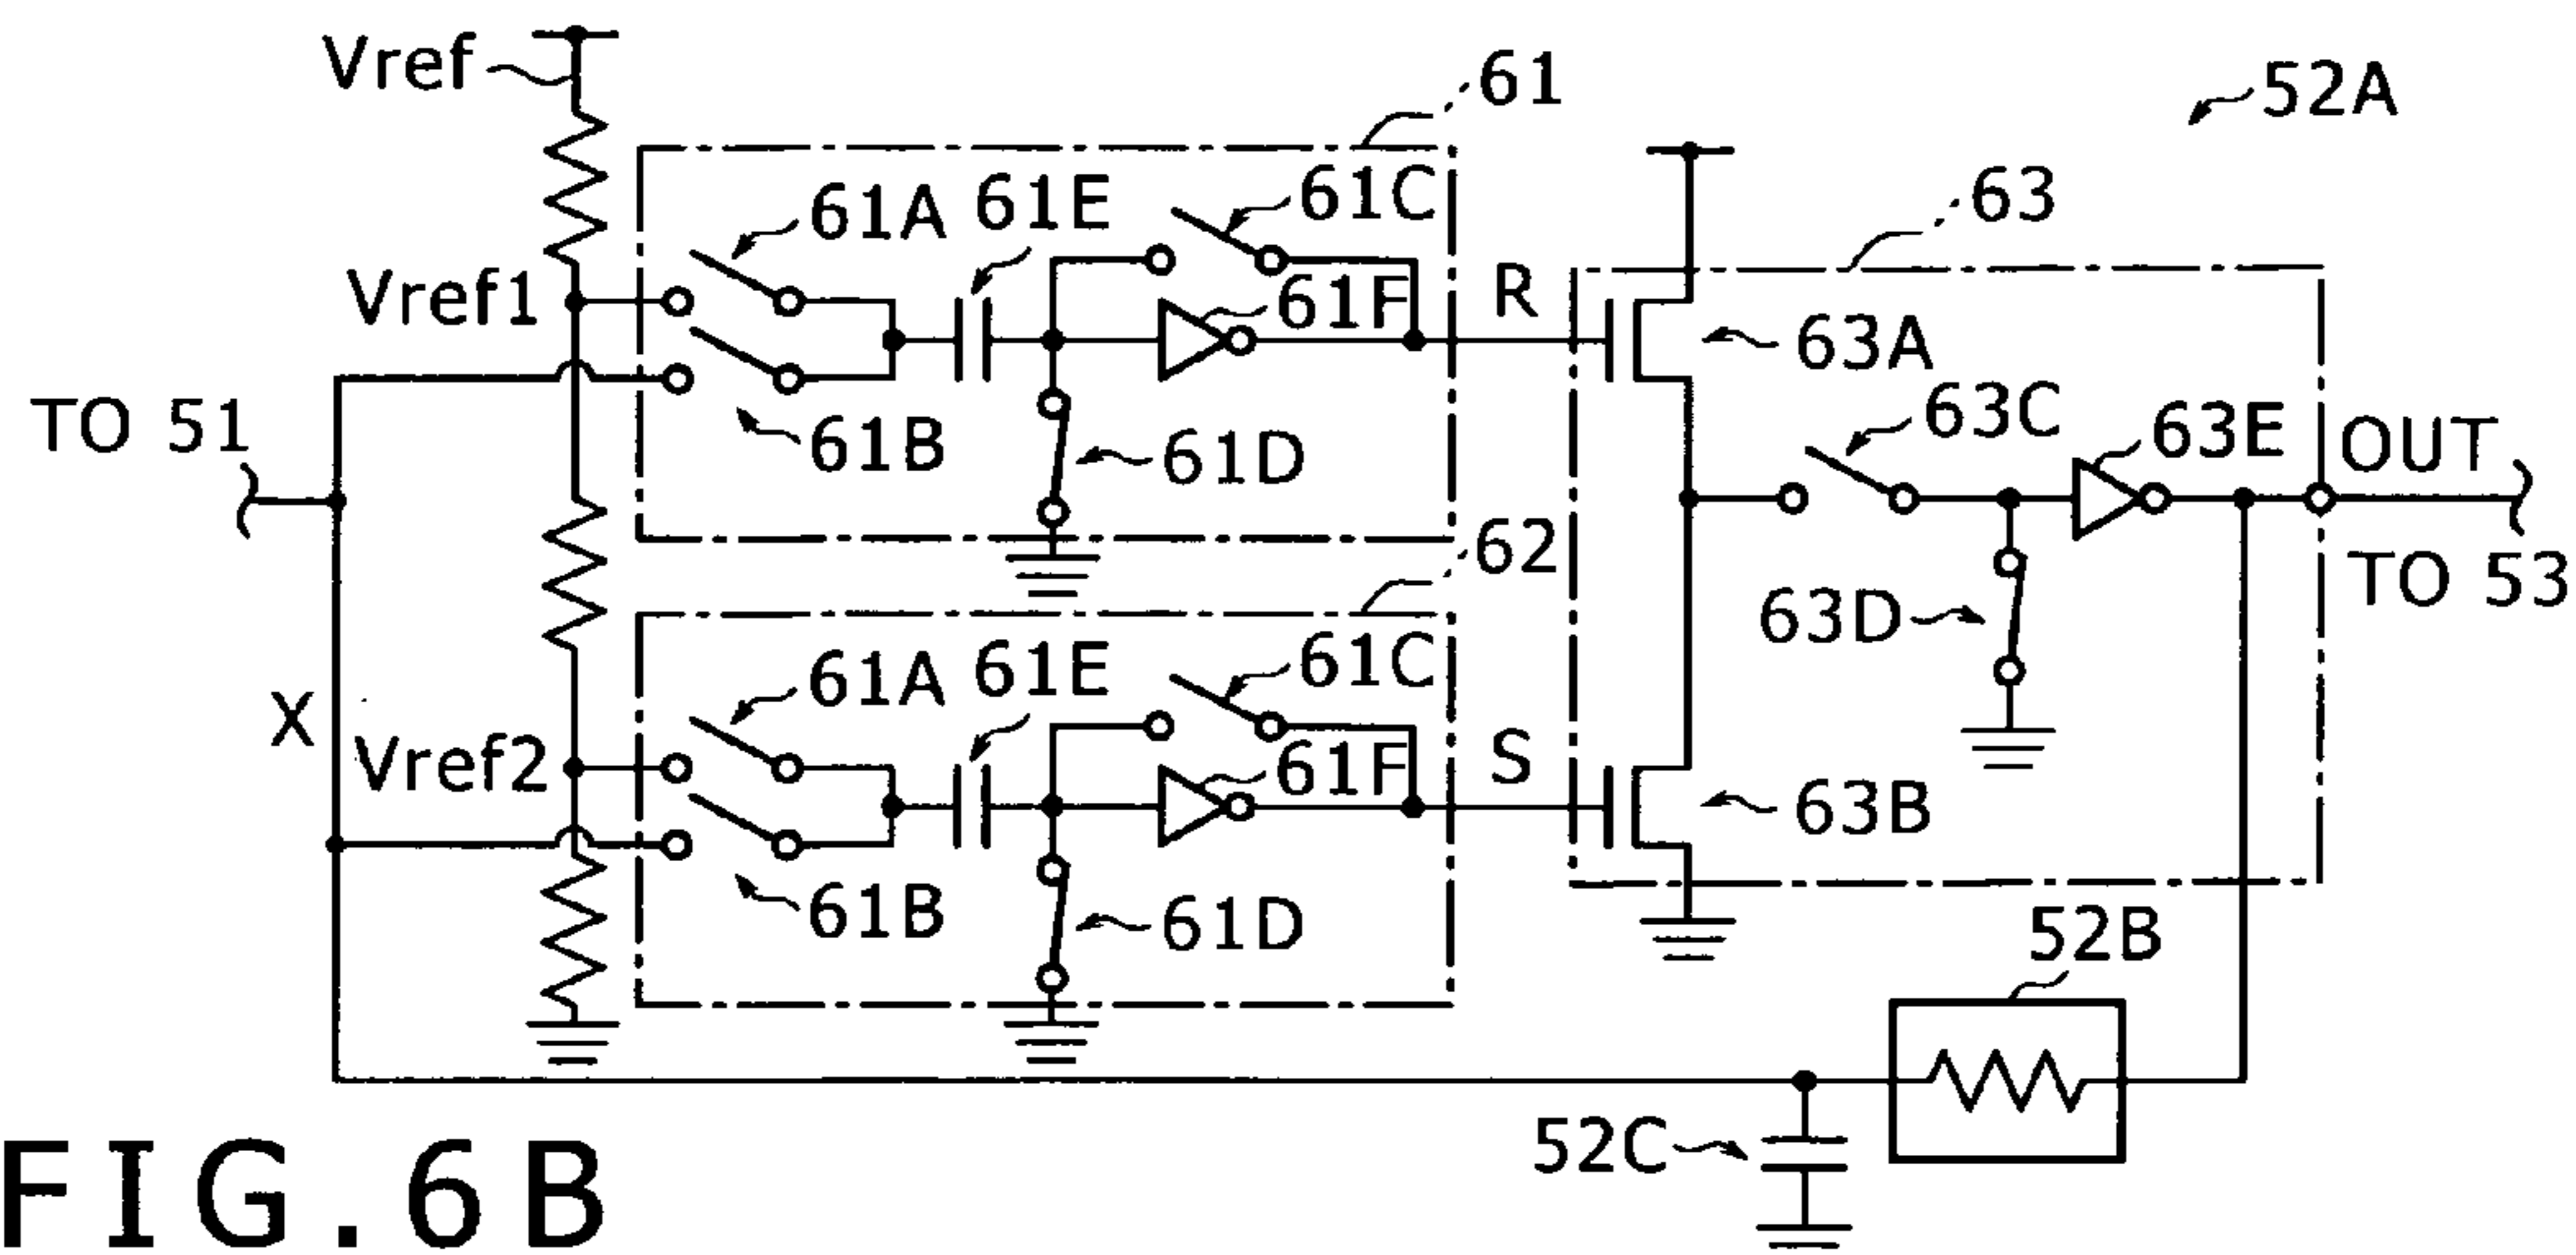 Vref
61
52A
61A
61E
61C
63
Vref1
61F
R
63A
TO 51
61B
61D
63C
63E
OUT
62
TO 53
63D
61A
61E
61C
X
Vref2
61F
S
63B
61B
61D
52B
52C
FIG.6B